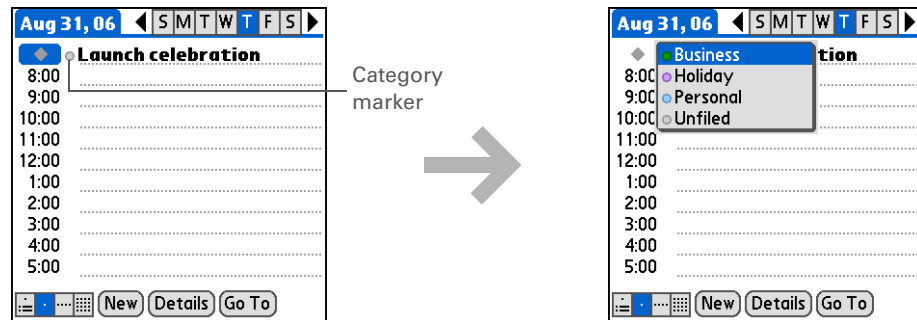 Aug 31, 06 S M T W T F S
Launch celebration
8:00
9:00
10:00
11:00
12:00
1:00
2:00
3:00
4:00
5:00
New Details Go To
Category
marker
Aug 31, 06 S M T W T F S
Business tion
8:00 Holiday
9:00 Personal
10:00 Unfiled
11:00
12:00
1:00
2:00
3:00
4:00
5:00
New Details Go To